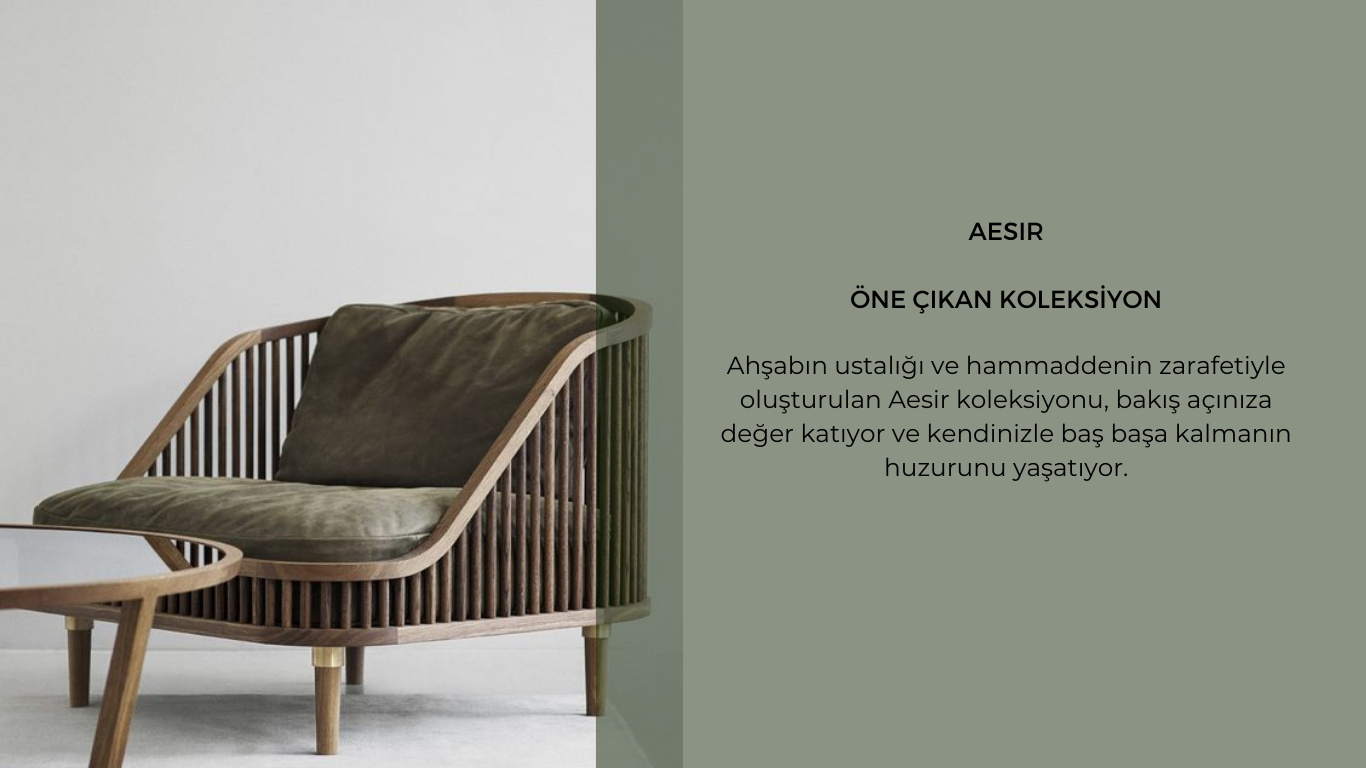 AESIR
ÖNE ÇIKAN KOLEKSİYON
Ahşabın ustalığı ve hammaddenin zarafetiyle
oluşturulan Aesir koleksiyonu, bakış açınıza
değer katıyor ve kendinizle baş başa kalmanın
huzurunu yaşatıyor.